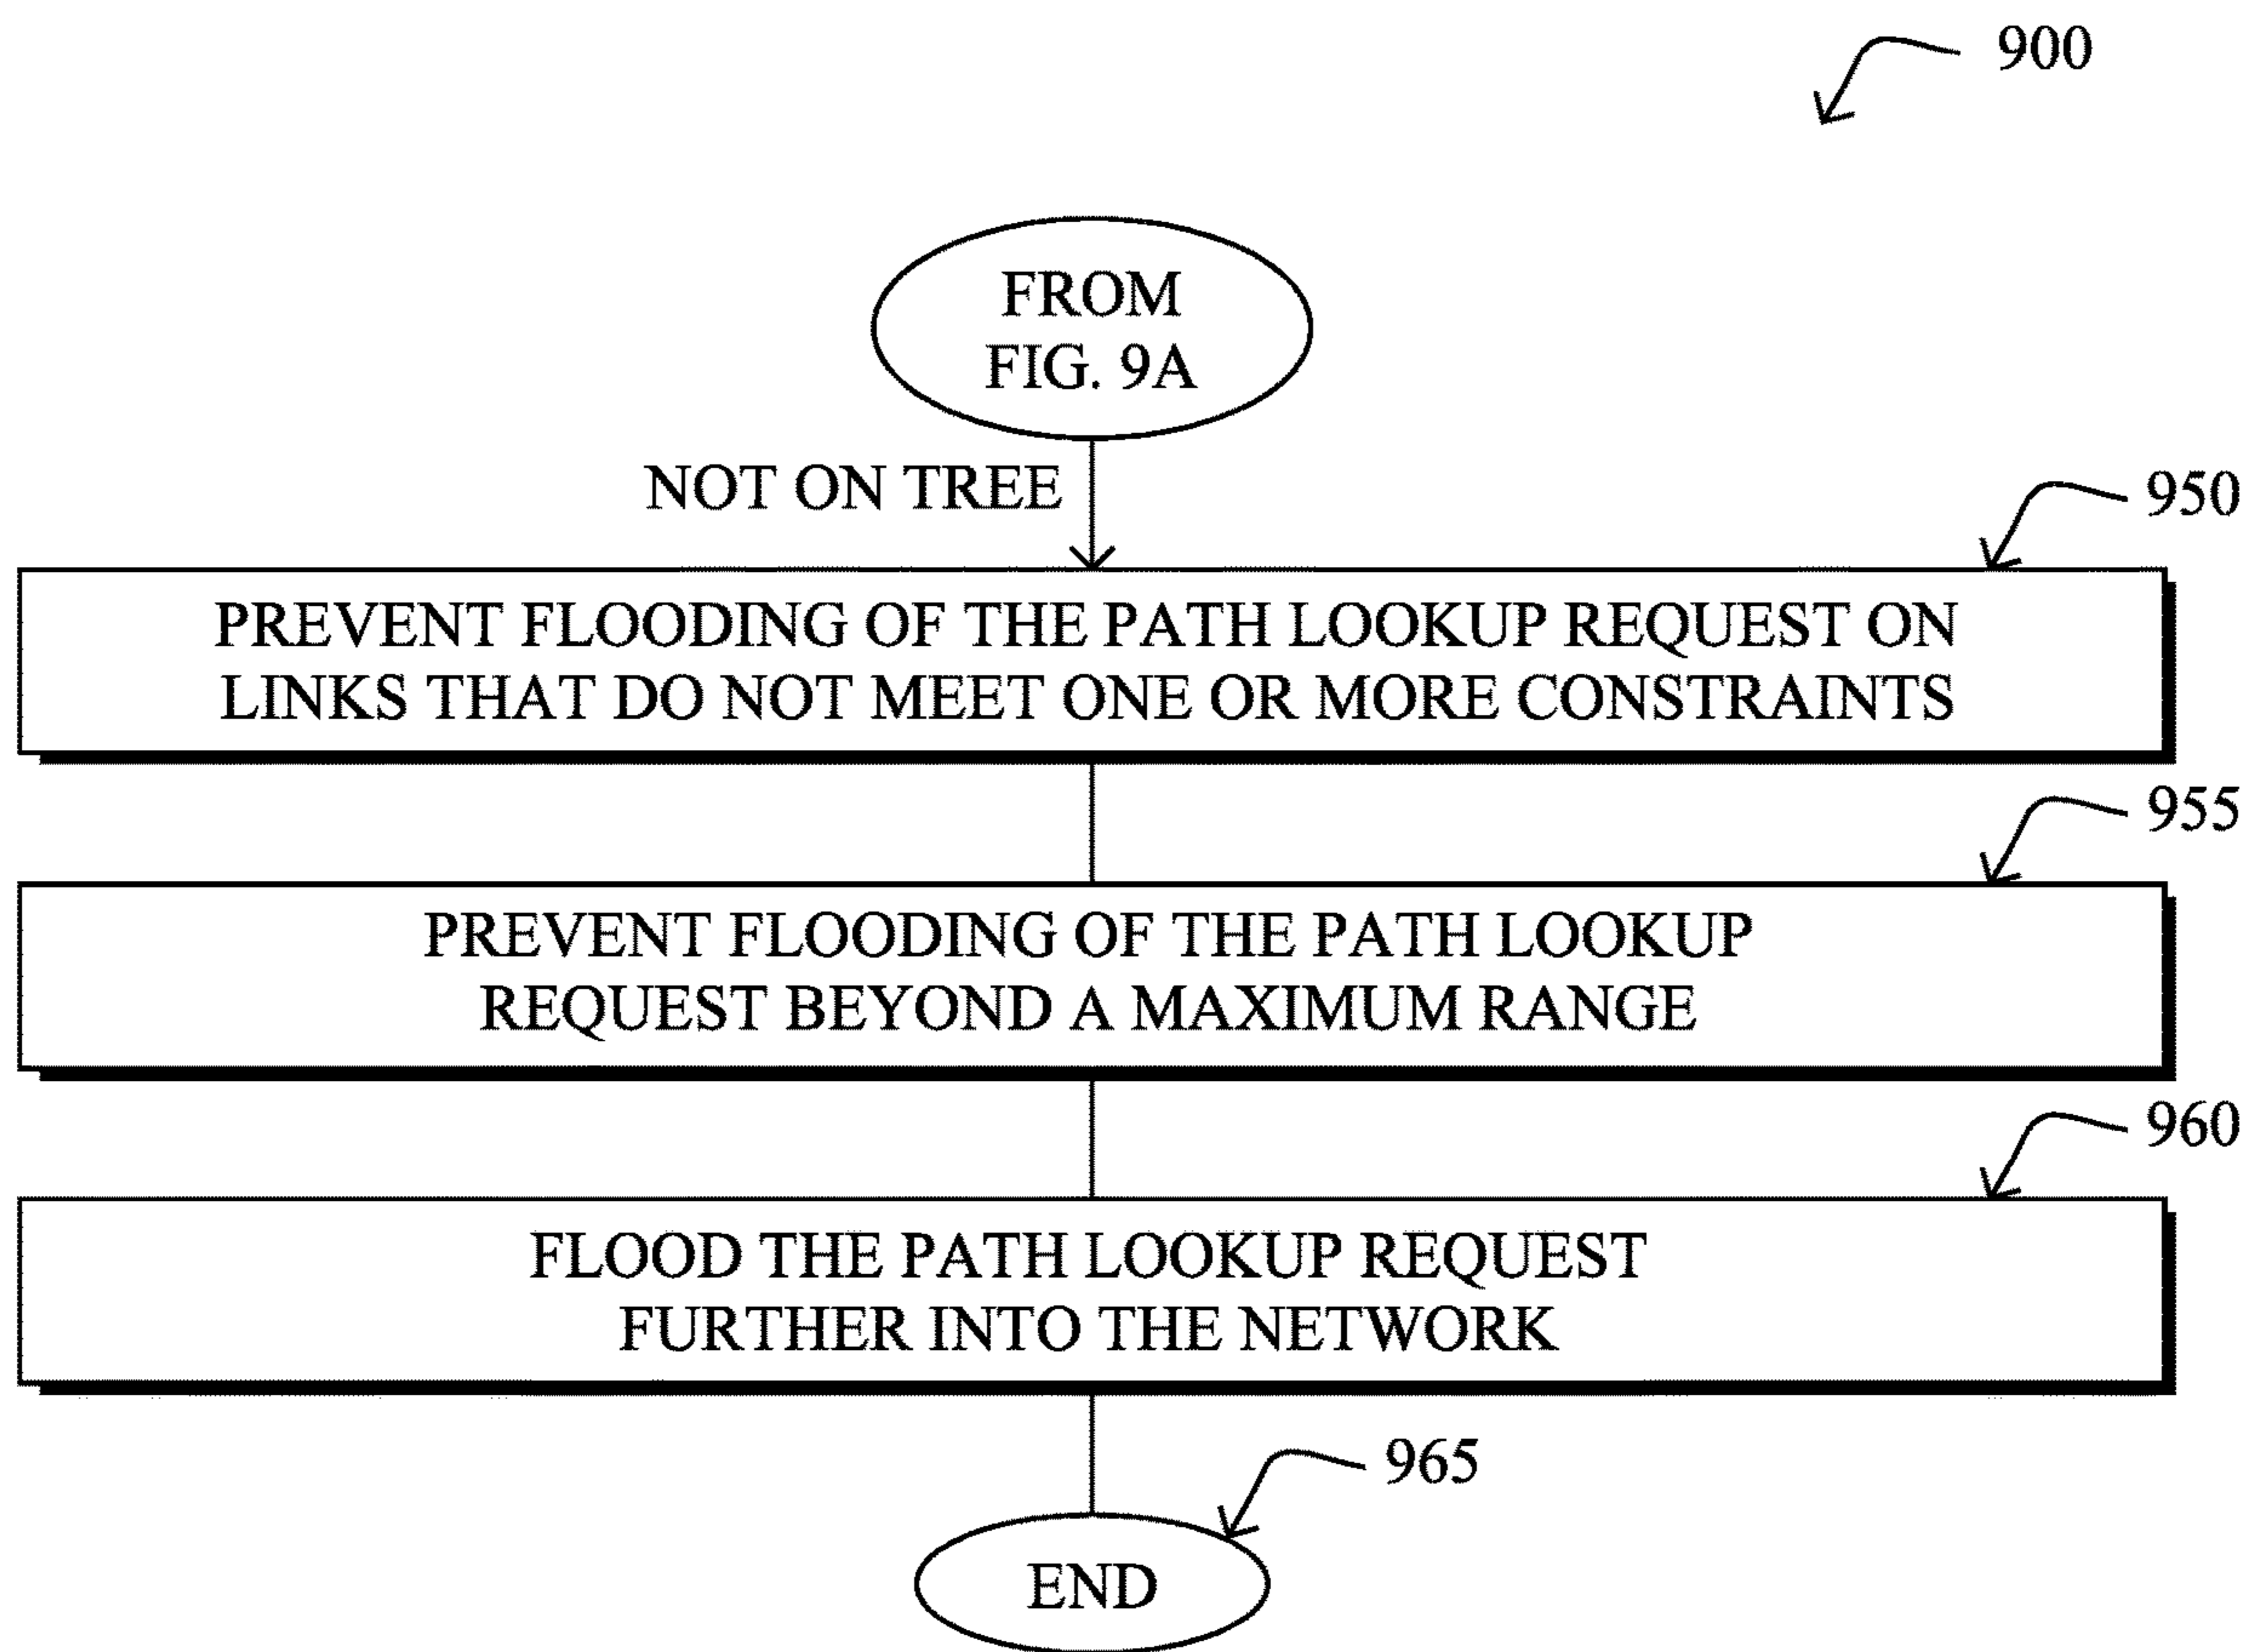 900
FROM
FIG. 9A
NOT ON TREE
950
PREVENT FLOODING OF THE PATH LOOKUP REQUEST ON
LINKS THAT DO NOT MEET ONE OR MORE CONSTRAINTS
955
PREVENT FLOODING OF THE PATH LOOKUP
REQUEST BEYOND A MAXIMUM RANGE
960
FLOOD THE PATH LOOKUP REQUEST
FURTHER INTO THE NETWORK
965
END